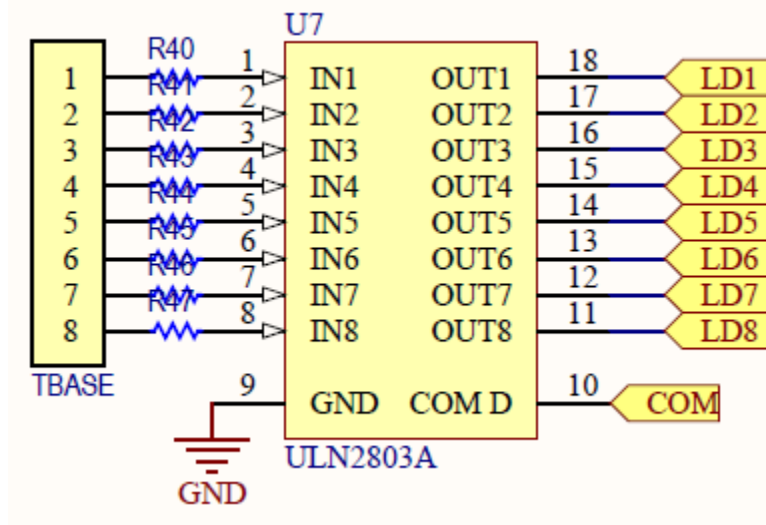 U7
R40
1 1 IN1 OUT1 18 LD1
R41
2 2 IN2 OUT2 17 LD2
R42
3 3 IN3 OUT3 16 LD3
R43
4 4 IN4 OUT4 15 LD4
R44
5 5 IN5 OUT5 14 LD5
R45
6 6 IN6 OUT6 13 LD6
R46
7 7 IN7 OUT7 12 LD7
R47
8 8 IN8 OUT8 11 LD8
TBASE 9 GND COM D 10 COM
ULN2803A
GND